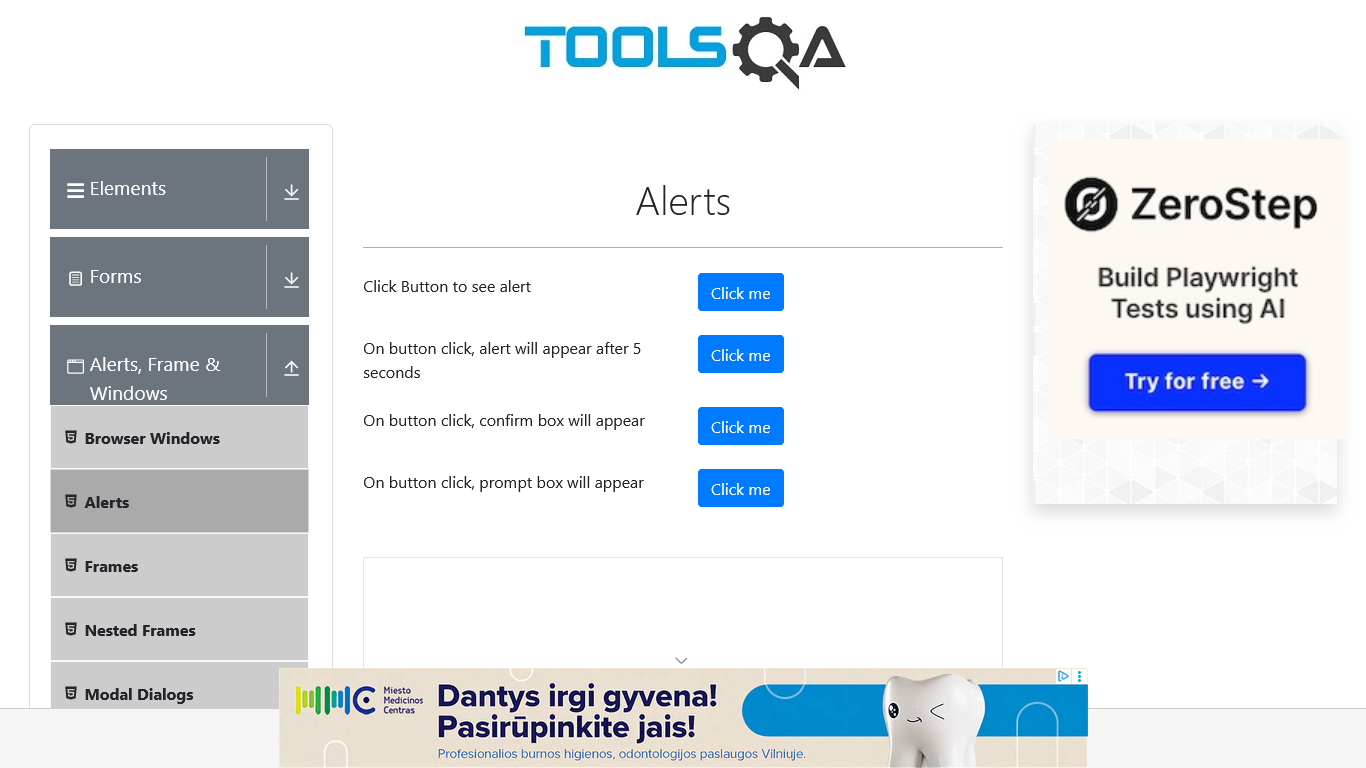 TOOLSQA
Elements
Forms
Alerts, Frame &
Windows
Browser Windows
Alerts
Frames
Nested Frames
Modal Dialogs
Alerts
Click Button to see alert
Click me
On button click, alert will appear after 5
seconds
Click me
On button click, confirm box will appear
Click me
On button click, prompt box will appear
Click me
ZeroStep
Build Playwright
Tests using AI
Try for free →
Miesto
Medicinos
Centras
Dantys irgi gyvena!
Pasirūpinkite jais!
Profesionalios burnos higienos, odontologijos paslaugos Vilniuje.